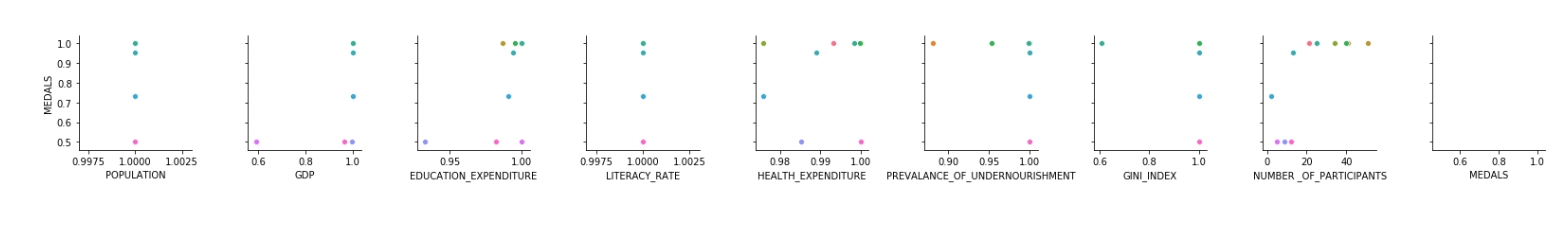 1.0
0.9
0.8
0.7
0.6
0.5
MEDALS
0.9975 1.0000 1.0025
POPULATION
0.6 0.8 1.0
GDP
0.95 1.00
EDUCATION_EXPENDITURE
0.9975 1.0000 1.0025
LITERACY_RATE
0.98 0.99 1.00
HEALTH_EXPENDITURE
0.90 0.95 1.00
PREVALANCE_OF_UNDERNOURISHMENT
0.6 0.8 1.0
GINI_INDEX
0 20 40
NUMBER _OF_PARTICIPANTS
0.6 0.8 1.0
MEDALS